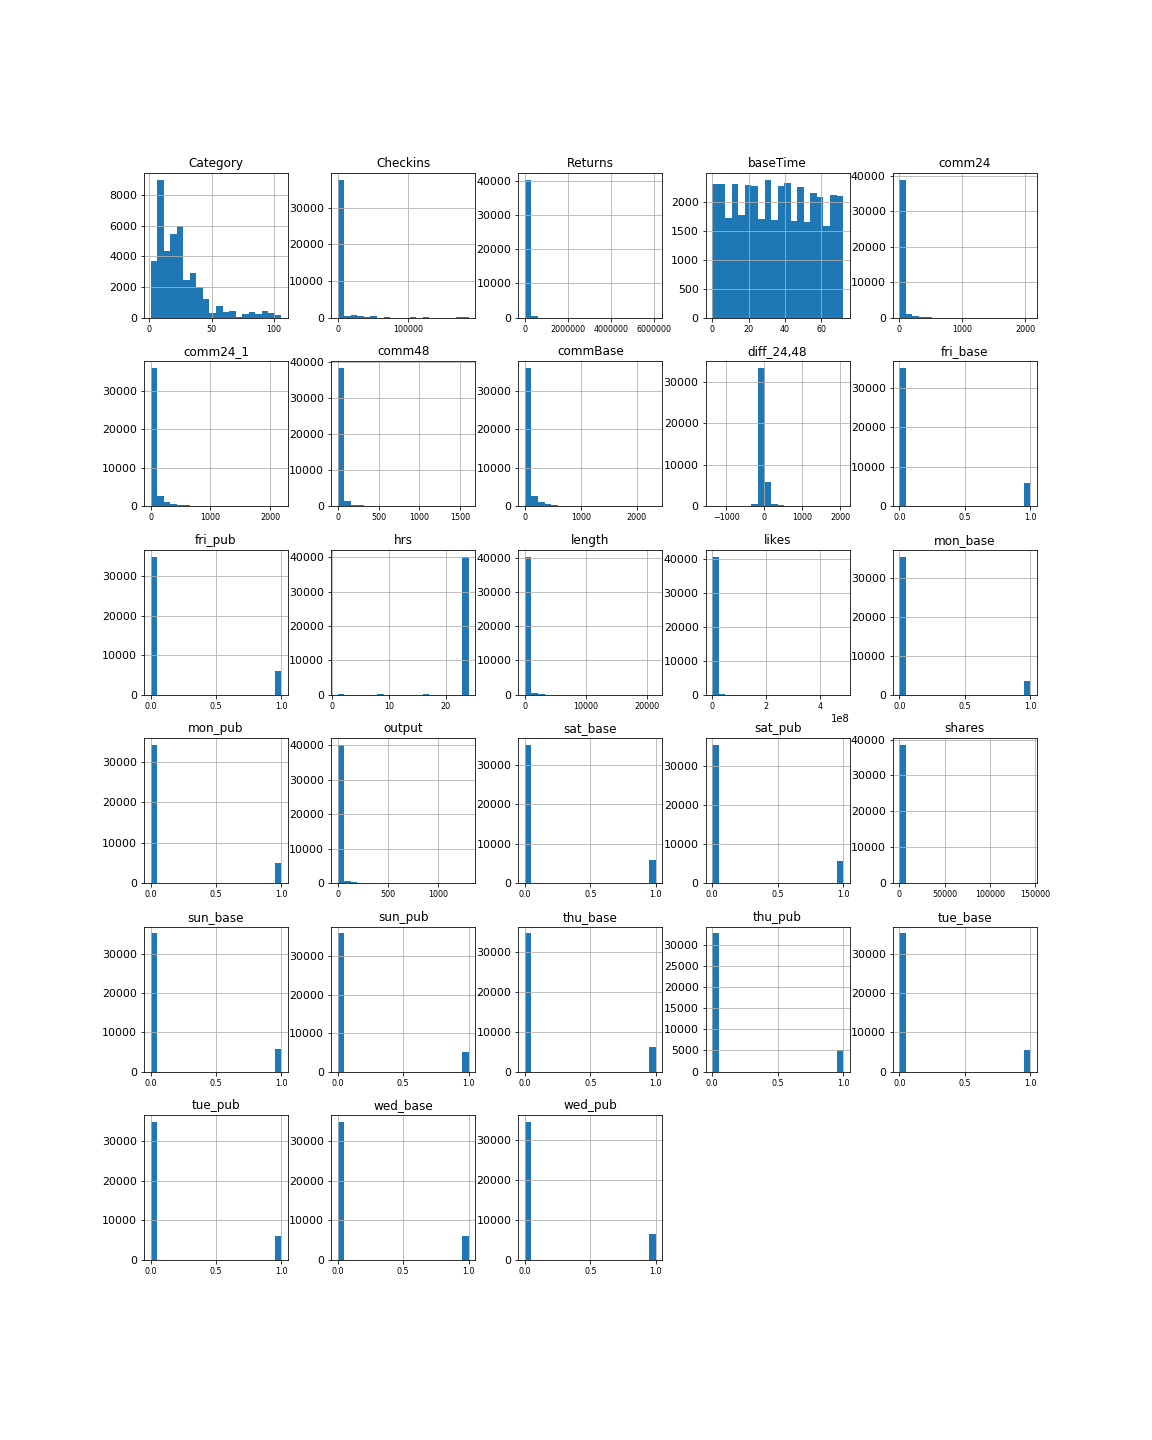 Category Checkins Returns baseTime comm24
8000 6000 4000 2000 0
30000 20000 10000 0
40000 30000 20000 10000 0
2000 1500 1000 500 0
40000 30000 20000 10000 0
0 50 100 0 100000 0 2000000 4000000 6000000 0 20 40 60 0 1000 2000
comm24_1 comm48 commBase diff_24,48 fri_base
30000 20000 10000 0
40000 30000 20000 10000 0
30000 20000 10000 0
30000 20000 10000 0
30000 20000 10000 0
0 1000 2000 0 500 1000 1500 0 1000 2000 −1000 0 1000 2000 0.0 0.5 1.0
fri_pub hrs length likes mon_base
30000 20000 10000 0
40000 30000 20000 10000 0
40000 30000 20000 10000 0
40000 30000 20000 10000 0
30000 20000 10000 0
0.0 0.5 1.0 0 10 20 0 10000 20000 0 2 4 0.0 0.5 1.0
1e8
mon_pub output sat_base sat_pub shares
30000 20000 10000 0
40000 30000 20000 10000 0
30000 20000 10000 0
30000 20000 10000 0
40000 30000 20000 10000 0
0.0 0.5 1.0 0 500 1000 0.0 0.5 1.0 0.0 0.5 1.0 0 50000 100000 150000
sun_base sun_pub thu_base thu_pub tue_base
30000 20000 10000 0
30000 20000 10000 0
30000 20000 10000 0
30000 25000 20000 15000 10000 5000 0
30000 20000 10000 0
0.0 0.5 1.0 0.0 0.5 1.0 0.0 0.5 1.0 0.0 0.5 1.0 0.0 0.5 1.0
tue_pub wed_base wed_pub
30000 20000 10000 0
30000 20000 10000 0
30000 20000 10000 0
0.0 0.5 1.0 0.0 0.5 1.0 0.0 0.5 1.0